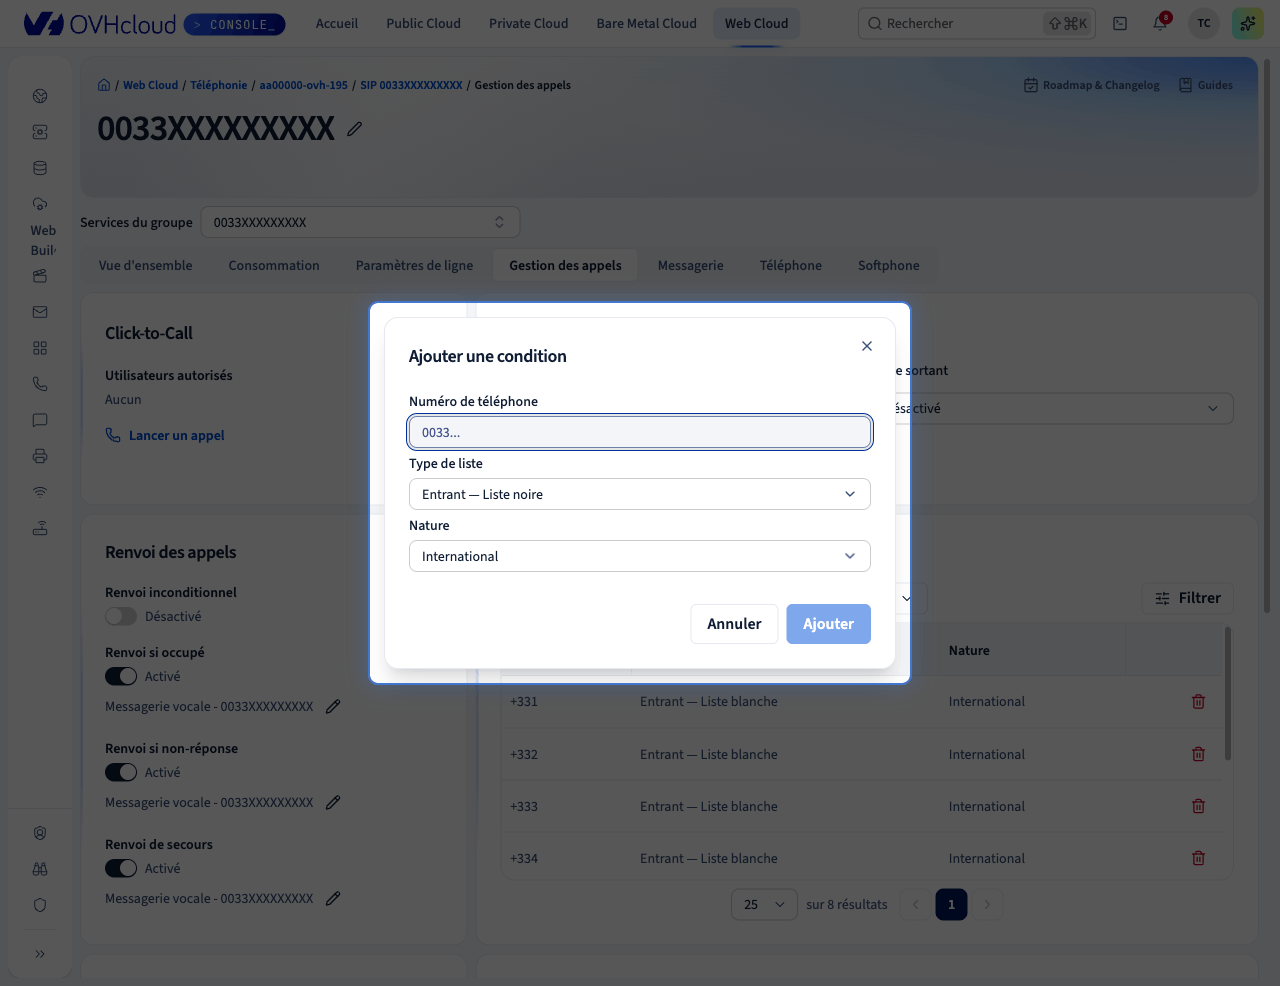 OVHcloud > CONSOLE_ Accueil Public Cloud Private Cloud Bare Metal Cloud Web Cloud Rechercher ⇧⌘K 8 TC
/ Web Cloud / Téléphonie / aa00000-ovh-195 / SIP 0033XXXXXXXXX / Gestion des appels Roadmap & Changelog Guides
0033XXXXXXXXX
Services du groupe 0033XXXXXXXXX
Web
Buil
Vue d'ensemble Consommation Paramètres de ligne Gestion des appels Messagerie Téléphone Softphone
Click-to-Call
Utilisateurs autorisés
Aucun
Lancer un appel
e sortant
ésactivé
Ajouter une condition
Numéro de téléphone
0033...
Type de liste
Entrant — Liste noire
Nature
International
Annuler Ajouter
Renvoi des appels
Renvoi inconditionnel
Désactivé
Renvoi si occupé
Activé
Messagerie vocale - 0033XXXXXXXXX
Renvoi si non-réponse
Activé
Messagerie vocale - 0033XXXXXXXXX
Renvoi de secours
Activé
Messagerie vocale - 0033XXXXXXXXX
Filtrer
Nature
+331 Entrant — Liste blanche International
+332 Entrant — Liste blanche International
+333 Entrant — Liste blanche International
+334 Entrant — Liste blanche International
25 sur 8 résultats 1